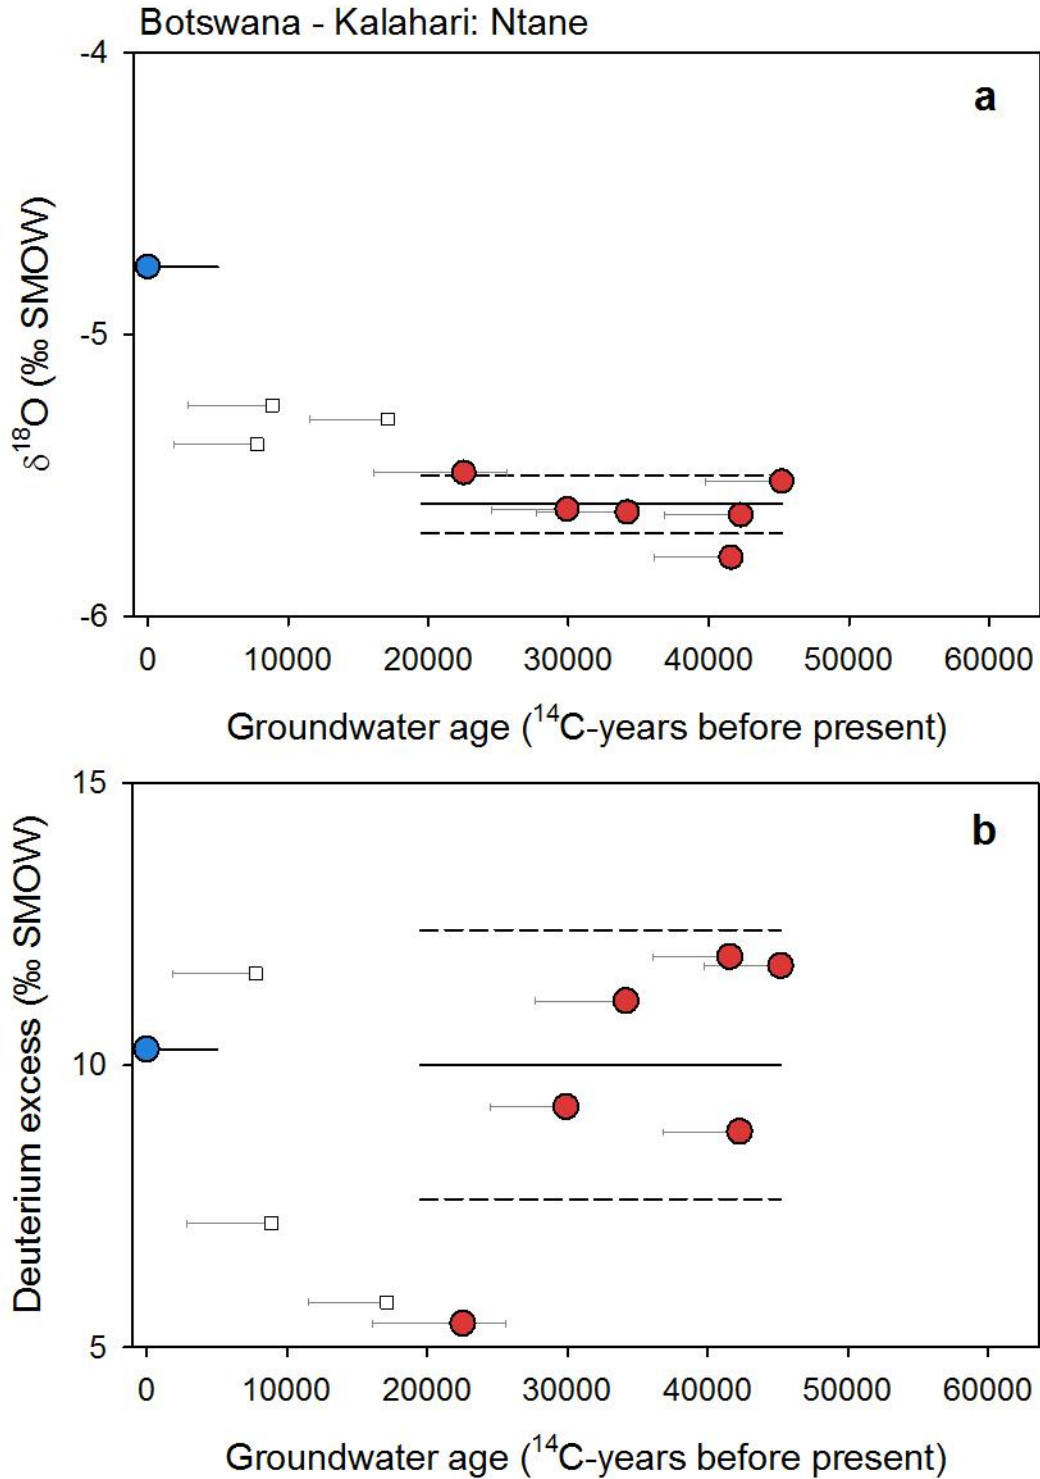 Botswana - Kalahari: Ntane
a
-4
-5
-6
δ¹⁸O (‰ SMOW)
0 10000 20000 30000 40000 50000 60000
Groundwater age (¹⁴C-years before present)
b
15
10
5
Deuterium excess (‰ SMOW)
0 10000 20000 30000 40000 50000 60000
Groundwater age (¹⁴C-years before present)